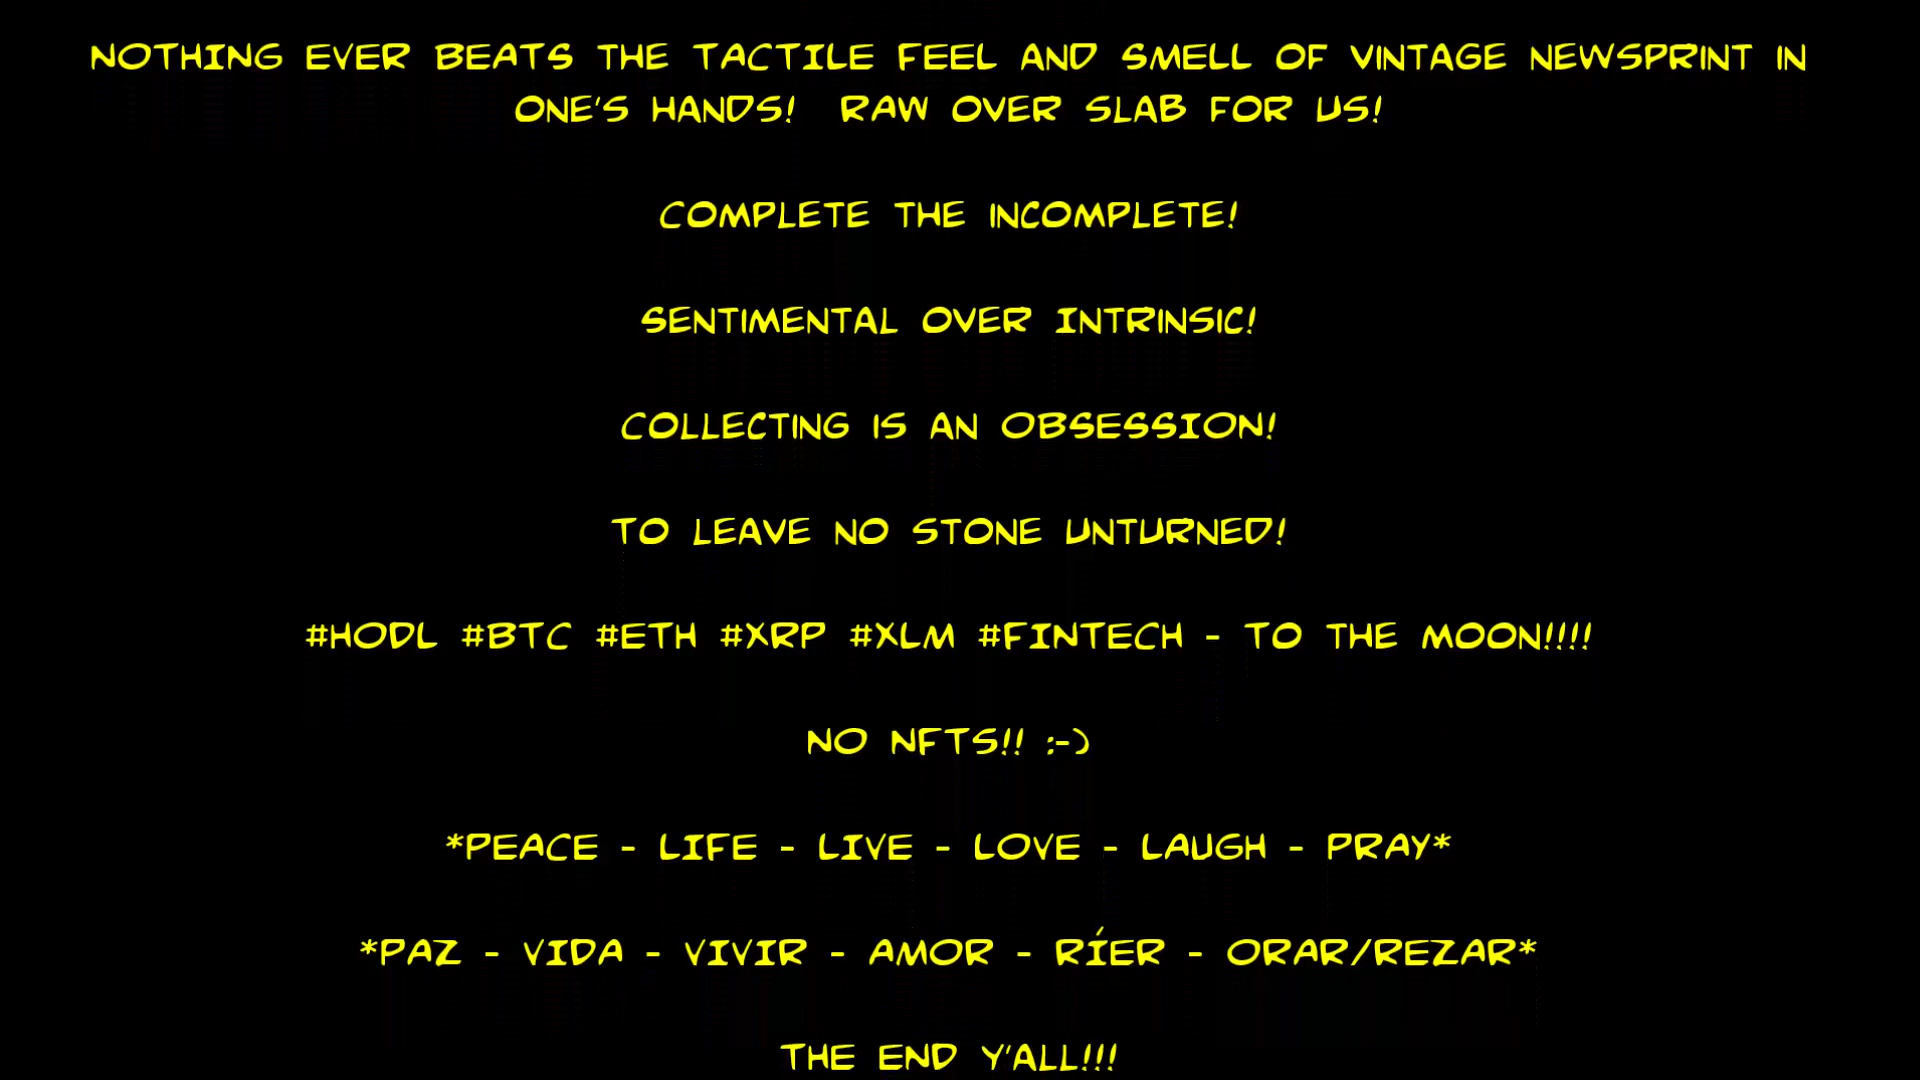 NOTHING EVER BEATS THE TACTILE FEEL AND SMELL OF VINTAGE NEWSPRINT IN
ONE'S HANDS! RAW OVER SLAB FOR US!
COMPLETE THE INCOMPLETE!
SENTIMENTAL OVER INTRINSIC!
COLLECTING IS AN OBSESSION!
TO LEAVE NO STONE UNTURNED!
#HODL #BTC #ETH #XRP #XLM #FINTECH - TO THE MOON!!!!
NO NFTS!! :-)
*PEACE - LIFE - LIVE - LOVE - LAUGH - PRAY*
*PAZ - VIDA - VIVIR - AMOR - RÍER - ORAR/REZAR*
THE END Y'ALL!!!